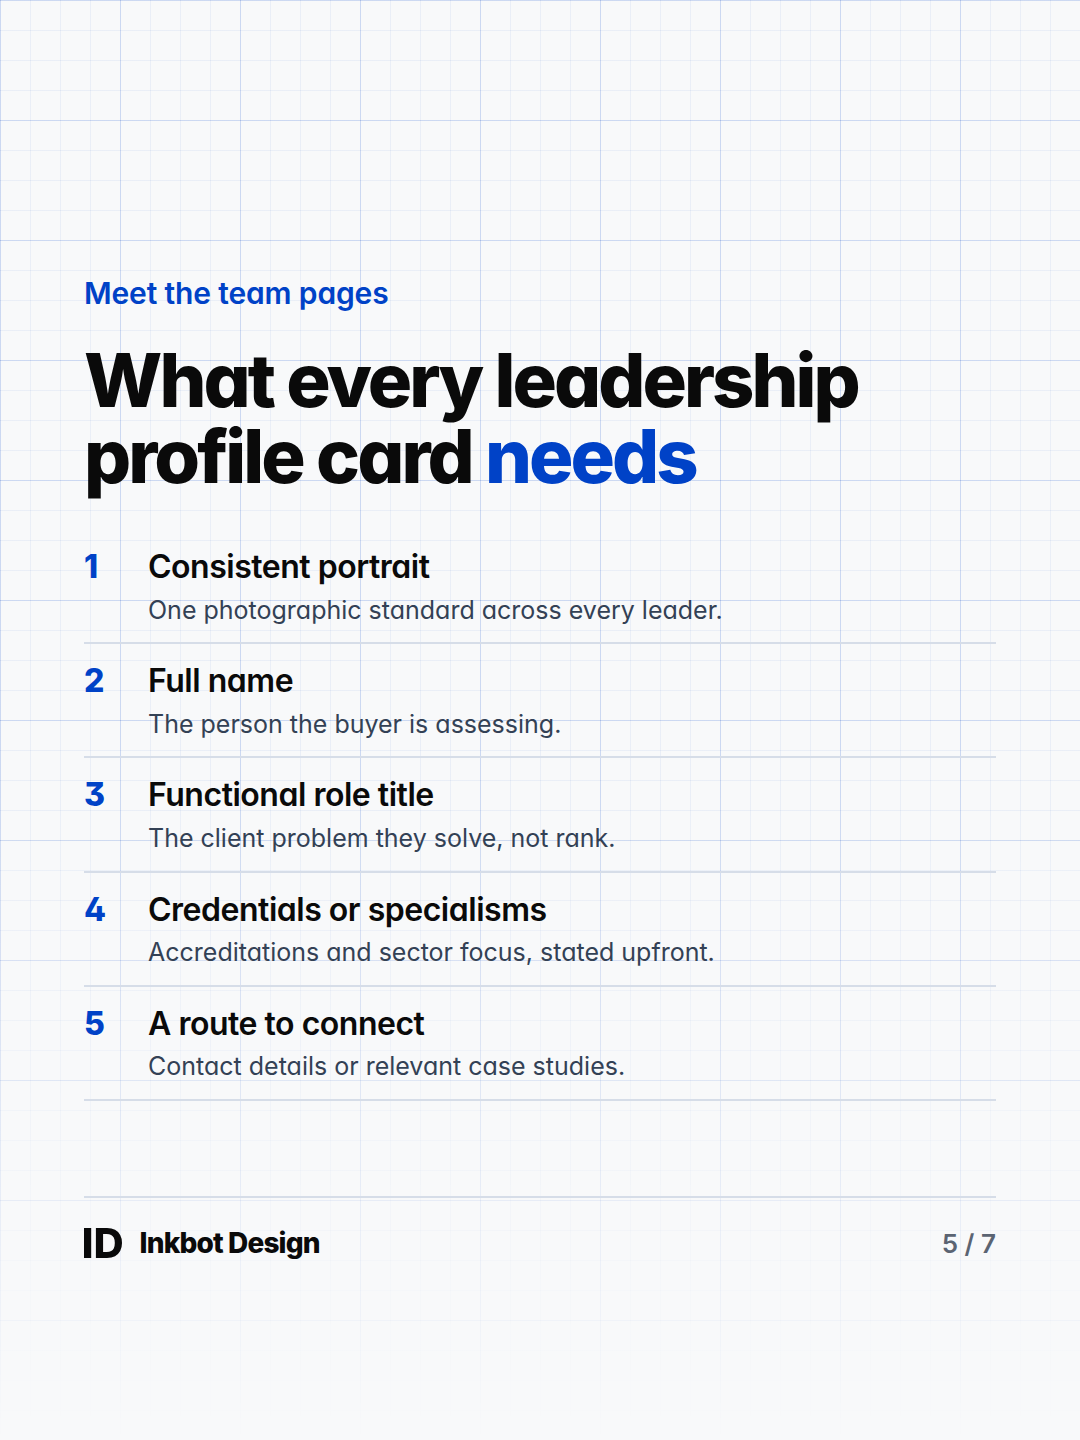 Meet the team pages
What every leadership
profile card needs
1 Consistent portrait
One photographic standard across every leader.
2 Full name
The person the buyer is assessing.
3 Functional role title
The client problem they solve, not rank.
4 Credentials or specialisms
Accreditations and sector focus, stated upfront.
5 A route to connect
Contact details or relevant case studies.
ID Inkbot Design
5 / 7